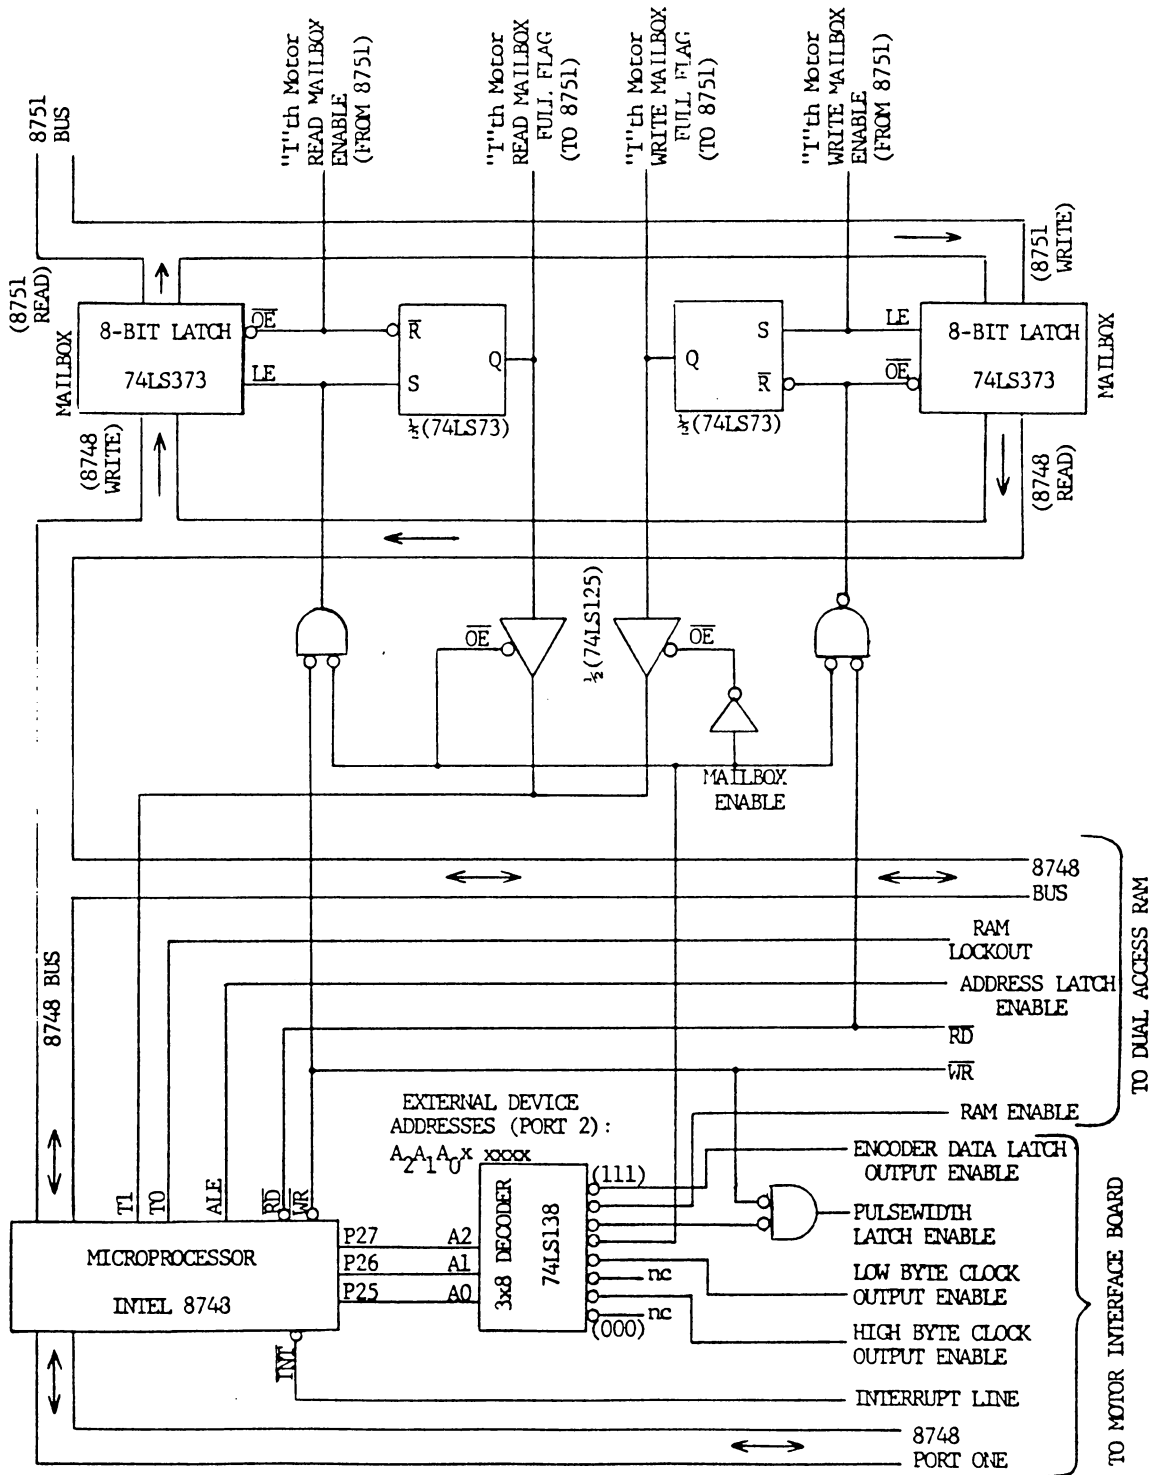 8751
BUS
"I"th Motor
READ MAILBOX
ENABLE
(FROM 8751)
"I"th Motor
READ MAILBOX
FULL FLAG
(TO 8751)
"I"th Motor
WRITE MAILBOX
FULL FLAG
(TO 8751)
"I"th Motor
WRITE MAILBOX
ENABLE
(FROM 8751)
(8751
READ)
(8751
WRITE)
MAILBOX
8-BIT LATCH
74LS373
OE
LE
R
S
Q
½(74LS73)
S
Q
R
½(74LS73)
LE
OE
8-BIT LATCH
74LS373
MAILBOX
(8748
WRITE)
(8748
READ)
OE
½(74LS125)
OE
MAILBOX
ENABLE
8748
BUS
RAM
LOCKOUT
ADDRESS LATCH
ENABLE
RD
WR
RAM ENABLE
TO DUAL ACCESS RAM
8748 BUS
EXTERNAL DEVICE
ADDRESSES (PORT 2):
A2A1A0x xxxx
T1
T0
ALE
RD
WR
MICROPROCESSOR
INTEL 8748
P27
P26
P25
INT
A2
A1
A0
3x8 DECODER
74LS138
(111)
nc
nc
(000)
ENCODER DATA LATCH
OUTPUT ENABLE
PULSEWIDTH
LATCH ENABLE
LOW BYTE CLOCK
OUTPUT ENABLE
HIGH BYTE CLOCK
OUTPUT ENABLE
INTERRUPT LINE
8748
PORT ONE
TO MOTOR INTERFACE BOARD